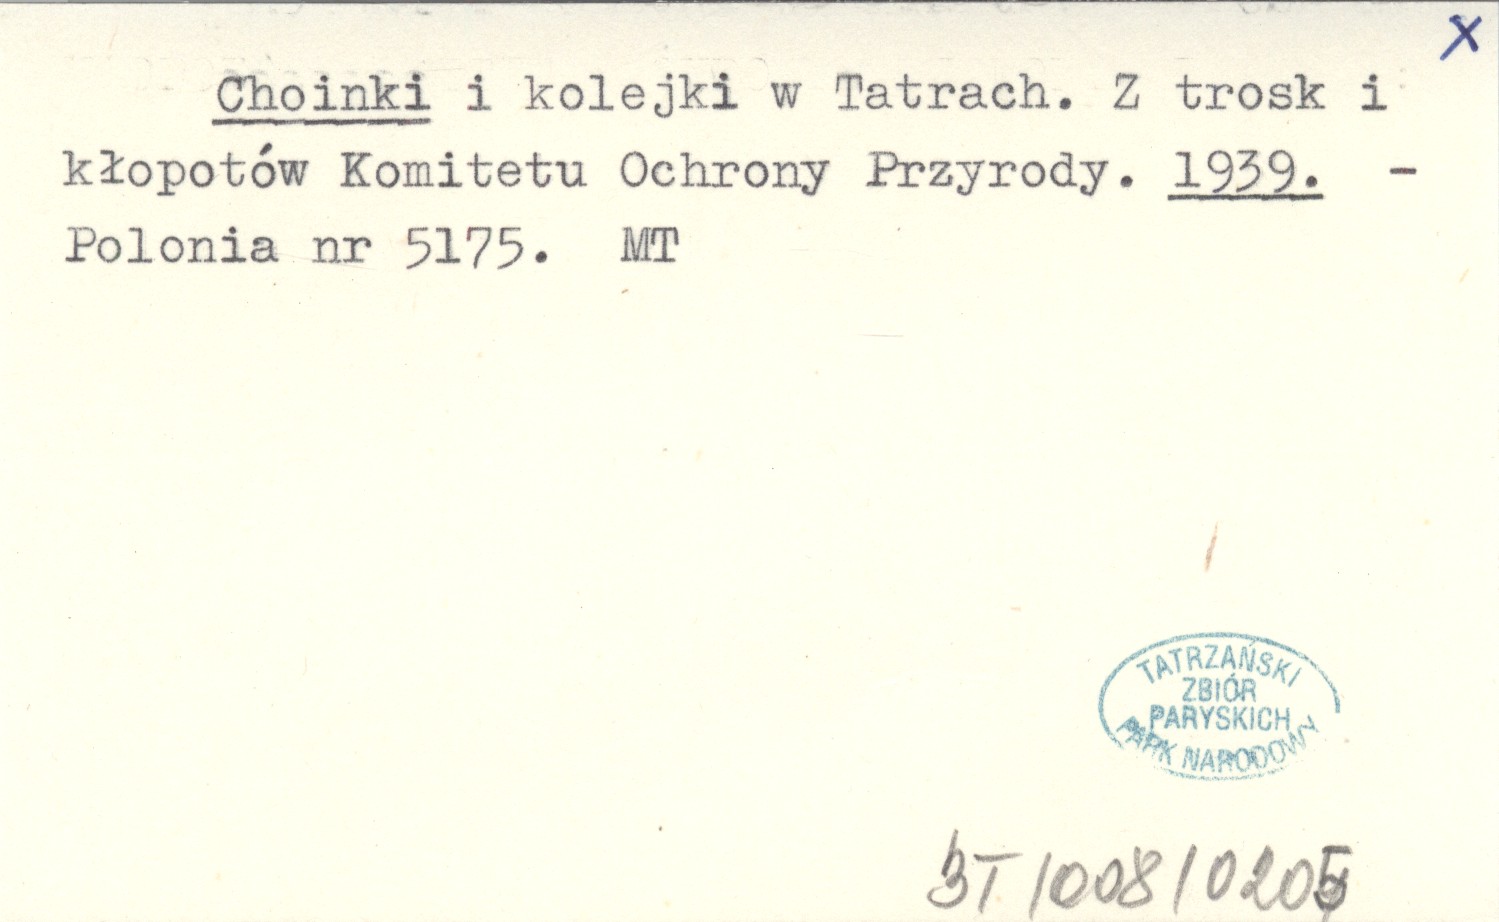 x
Choinki i kolejki w Tatrach. Z trosk i
kłopotów Komitetu Ochrony Przyrody. 1939. -
Polonia nr 5175. MT
TATRZAŃSKI
ZBIÓR
PARYSKICH
PARK NARODOWY
BT/008/0205